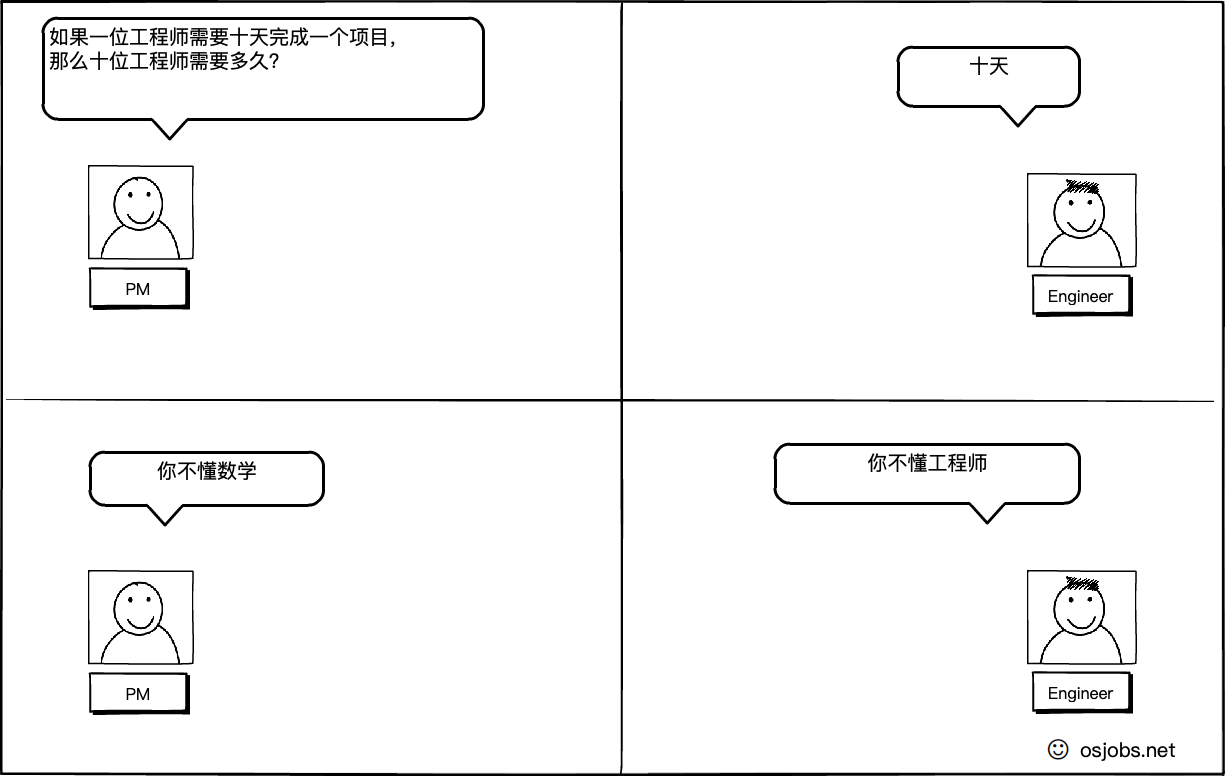 如果一位工程师需要十天完成一个项目，
那么十位工程师需要多久？
PM
十天
Engineer
你不懂数学
PM
你不懂工程师
Engineer
osjobs.net